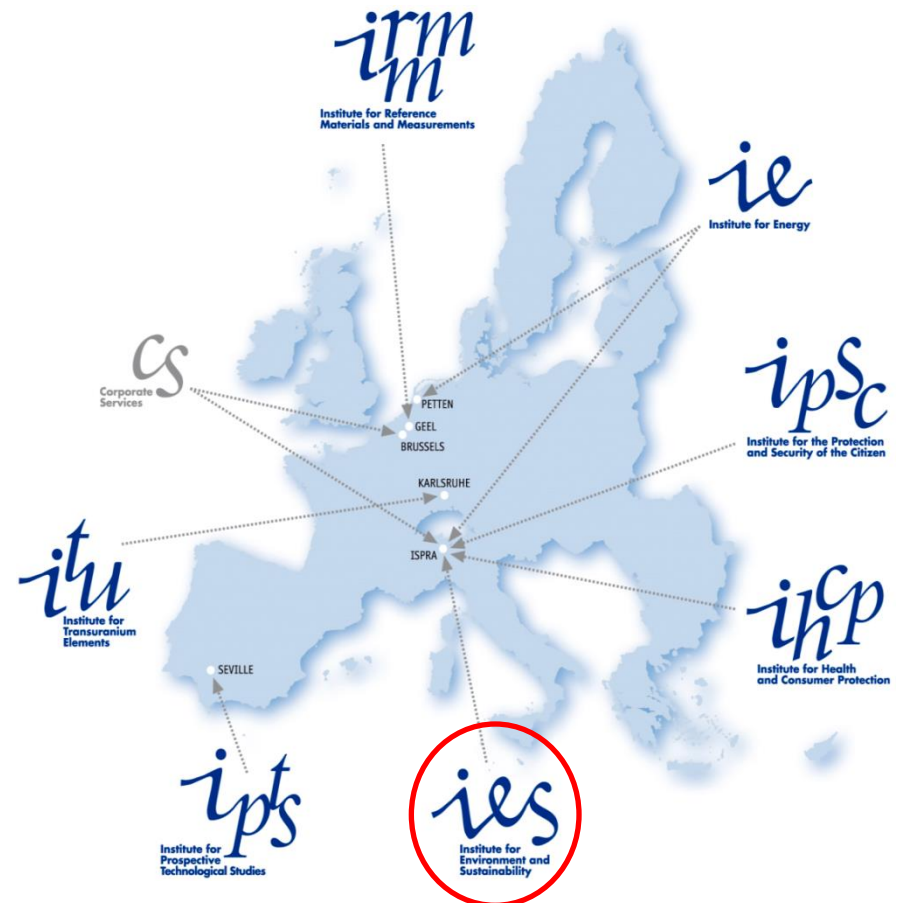 irmm
Institute for Reference
Materials and Measurements
ie
Institute for Energy
cs
Corporate
Services
ipsc
Institute for the Protection
and Security of the Citizen
PETTEN
GEEL
BRUSSELS
KARLSRUHE
ISPRA
itu
Institute for
Transuranium
Elements
ihcp
Institute for Health
and Consumer Protection
SEVILLE
ipts
Institute for
Prospective
Technological Studies
ies
Institute for
Environment and
Sustainability